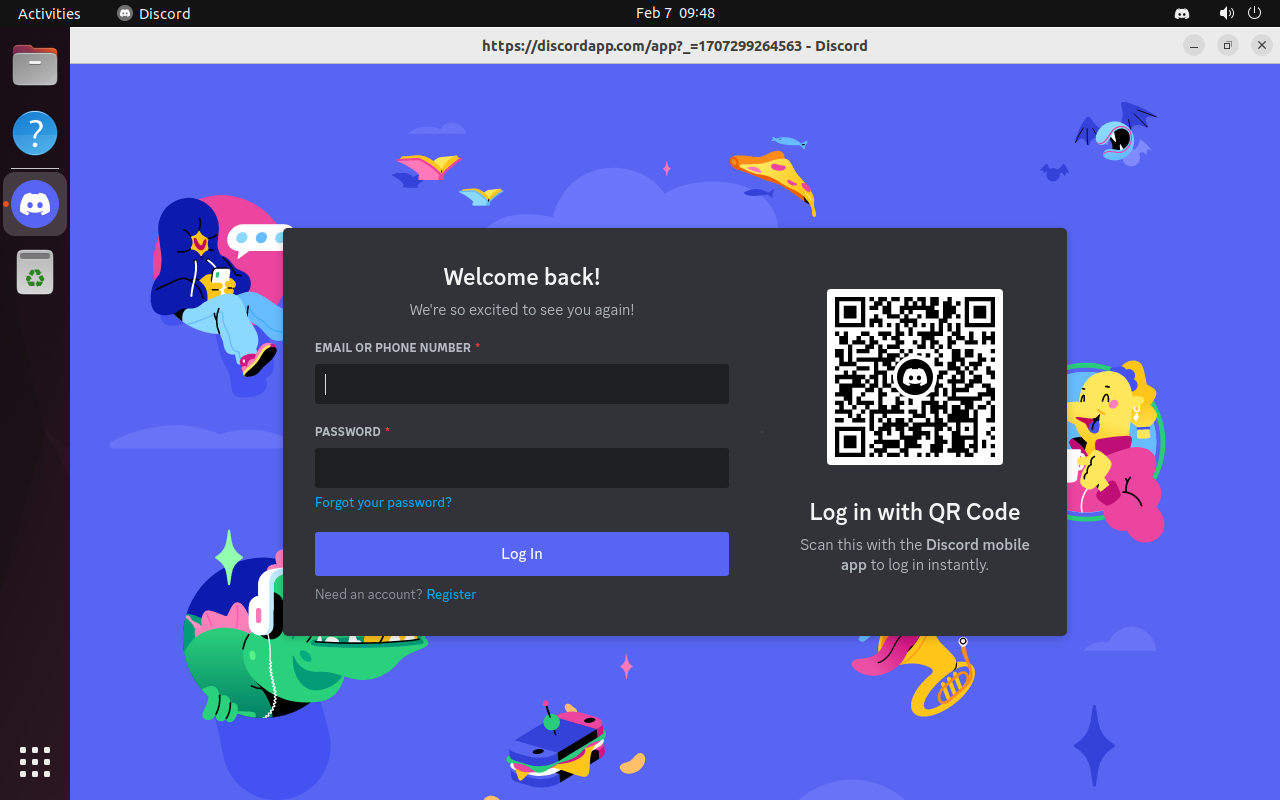 Activities
Discord
Feb 7 09:48
https://discordapp.com/app?_=1707299264563 - Discord
?
Welcome back!
We're so excited to see you again!
EMAIL OR PHONE NUMBER *
PASSWORD *
Forgot your password?
Log In
Need an account? Register
Log in with QR Code
Scan this with the Discord mobile
app to log in instantly.